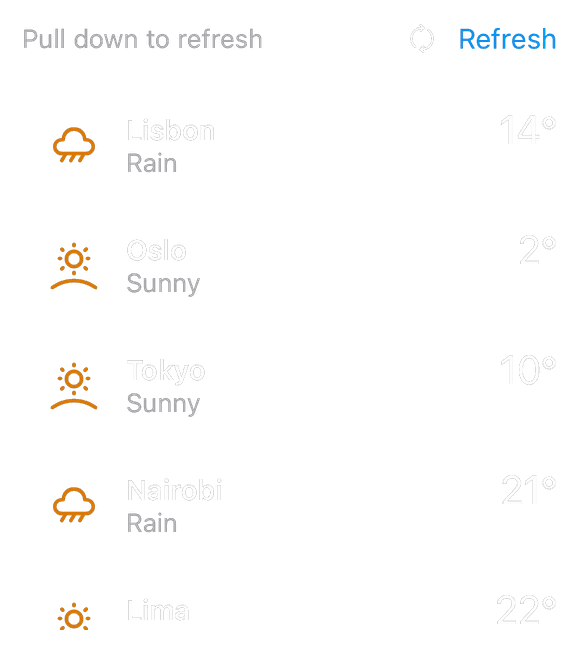 Pull down to refresh Refresh
Lisbon 14°
Rain
Oslo 2°
Sunny
Tokyo 10°
Sunny
Nairobi 21°
Rain
Lima 22°